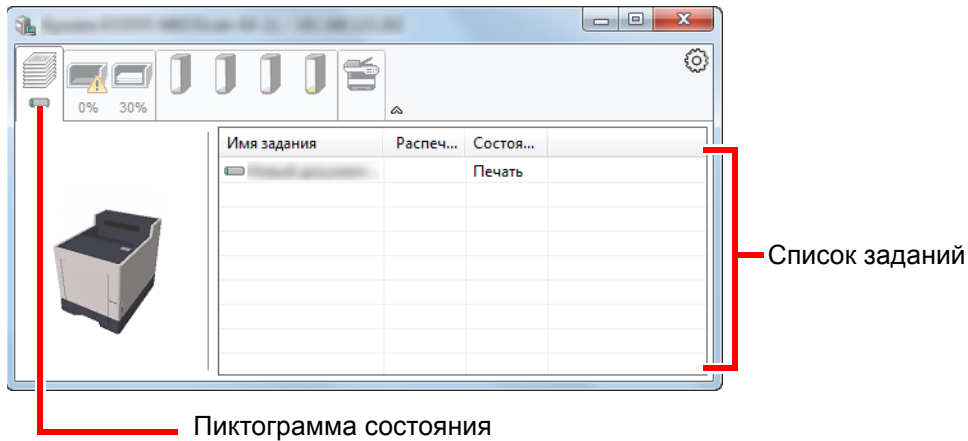 0% 30%
Имя задания Распеч... Состоя...
Печать
Список заданий
Пиктограмма состояния